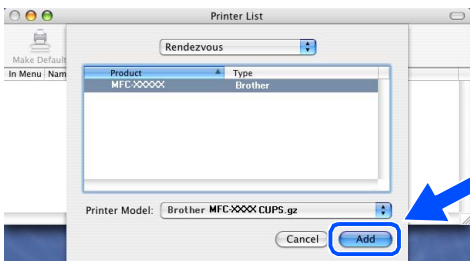 Printer List
Rendezvous
Make Default
In Menu Nam
Product Type
MFC-XXXXX Brother
Printer Model: Brother MFC-XXXX CUPS.gz
Cancel Add